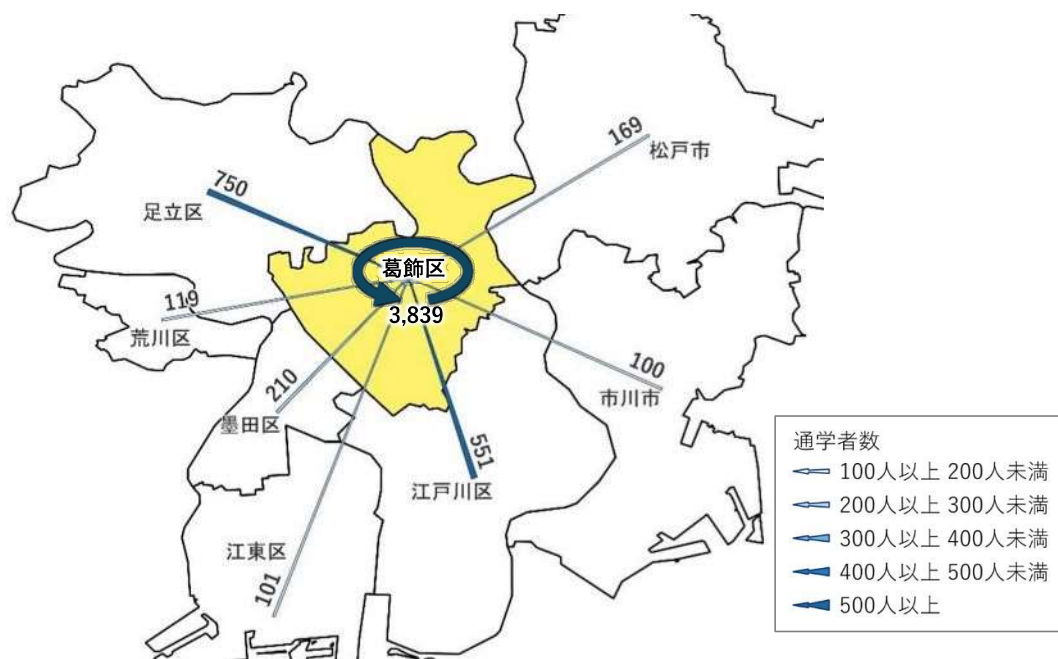 169
松戸市
750
足立区
葛飾区
3,839
119
荒川区
210
墨田区
100
市川市
551
江戸川区
江東区
101
通学者数
100人以上 200人未満
200人以上 300人未満
300人以上 400人未満
400人以上 500人未満
500人以上